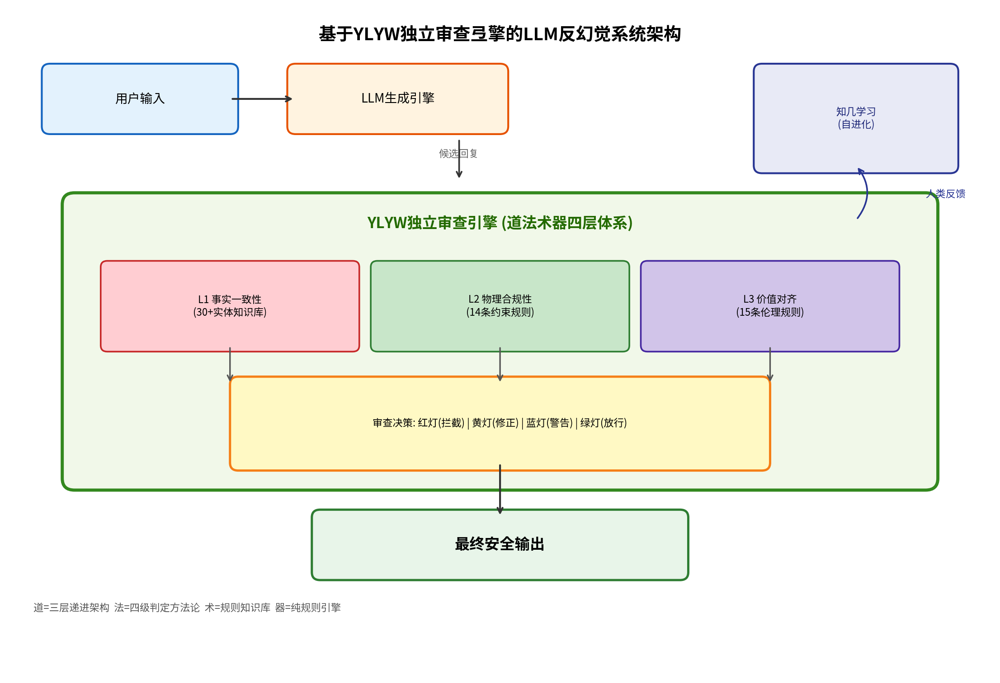 基于YLYW独立审查弖擎的LLM反幻觉系统架构
用户输入
LLM生成引擎
知几学习
(自进化)
候选回复
人类反馈
YLYW独立审查引擎 (道法术器四层体系)
L1 事实一致性
(30+实体知识库)
L2 物理合规性
(14条约束规则)
L3 价值对齐
(15条伦理规则)
审查决策: 红灯(拦截) | 黄灯(修正) | 蓝灯(警告) | 绿灯(放行)
最终安全输出
道=三层递进架构 法=四级判定方法论 术=规则知识库 器=纯规则引擎